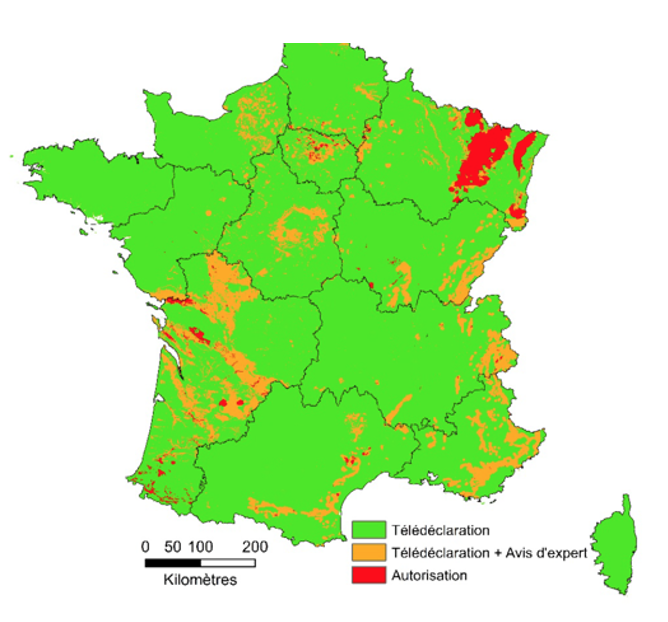 Télédéclaration
0 50 100 200
Télédéclaration + Avis d'expert
Kilomètres
Autorisation